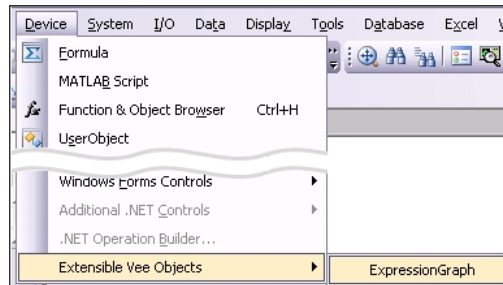 Device System I/O Data Display Tools Database Excel
Formula
MATLAB Script
Function & Object Browser Ctrl+H
UserObject
Windows Forms Controls
Additional .NET Controls
.NET Operation Builder...
Extensible Vee Objects ExpressionGraph